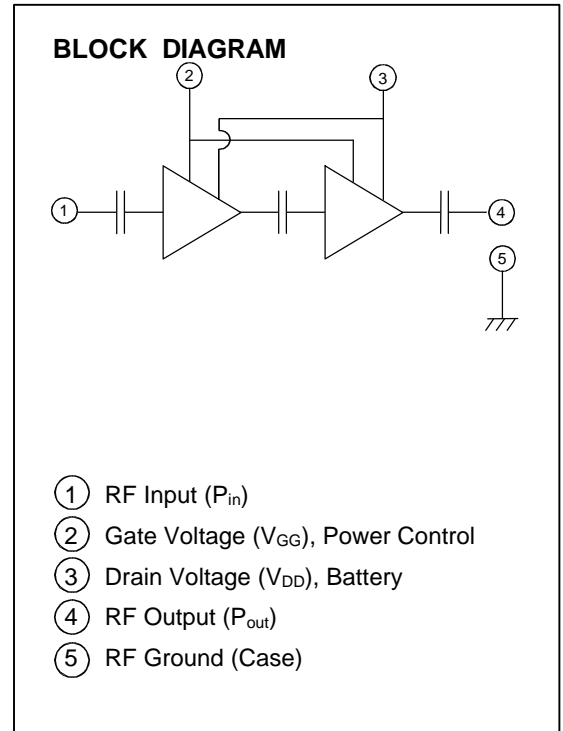 BLOCK DIAGRAM
2
3
1
4
5
1 RF Input (Pin)
2 Gate Voltage (VGG), Power Control
3 Drain Voltage (VDD), Battery
4 RF Output (Pout)
5 RF Ground (Case)